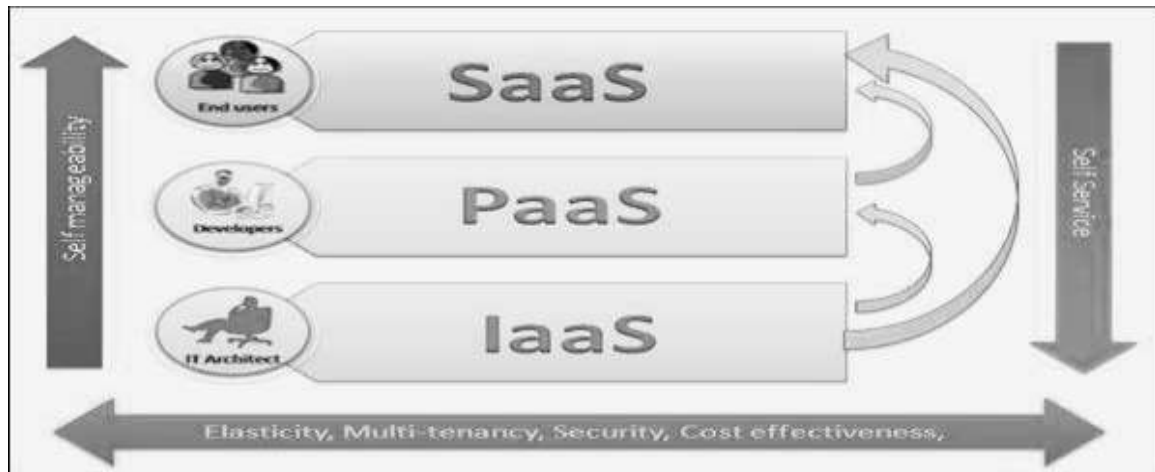 End users
SaaS
Self manageability
Developers
PaaS
Self Service
IT Architect
IaaS
Elasticity, Multi-tenancy, Security, Cost effectiveness,